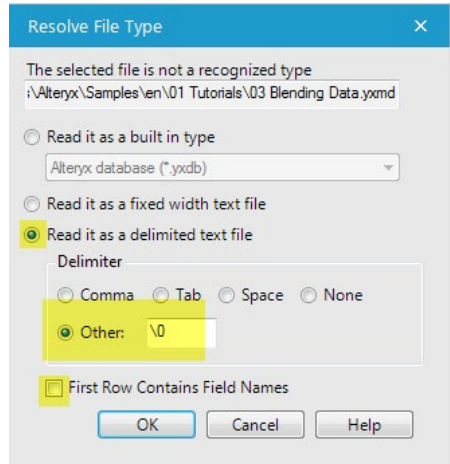 Resolve File Type
The selected file is not a recognized type
:\Alteryx\Samples\en\01 Tutorials\03 Blending Data.yxmd
Read it as a built in type
Alteryx database (*.yxdb)
Read it as a fixed width text file
Read it as a delimited text file
Delimiter
Comma Tab Space None
Other: \0
First Row Contains Field Names
OK Cancel Help